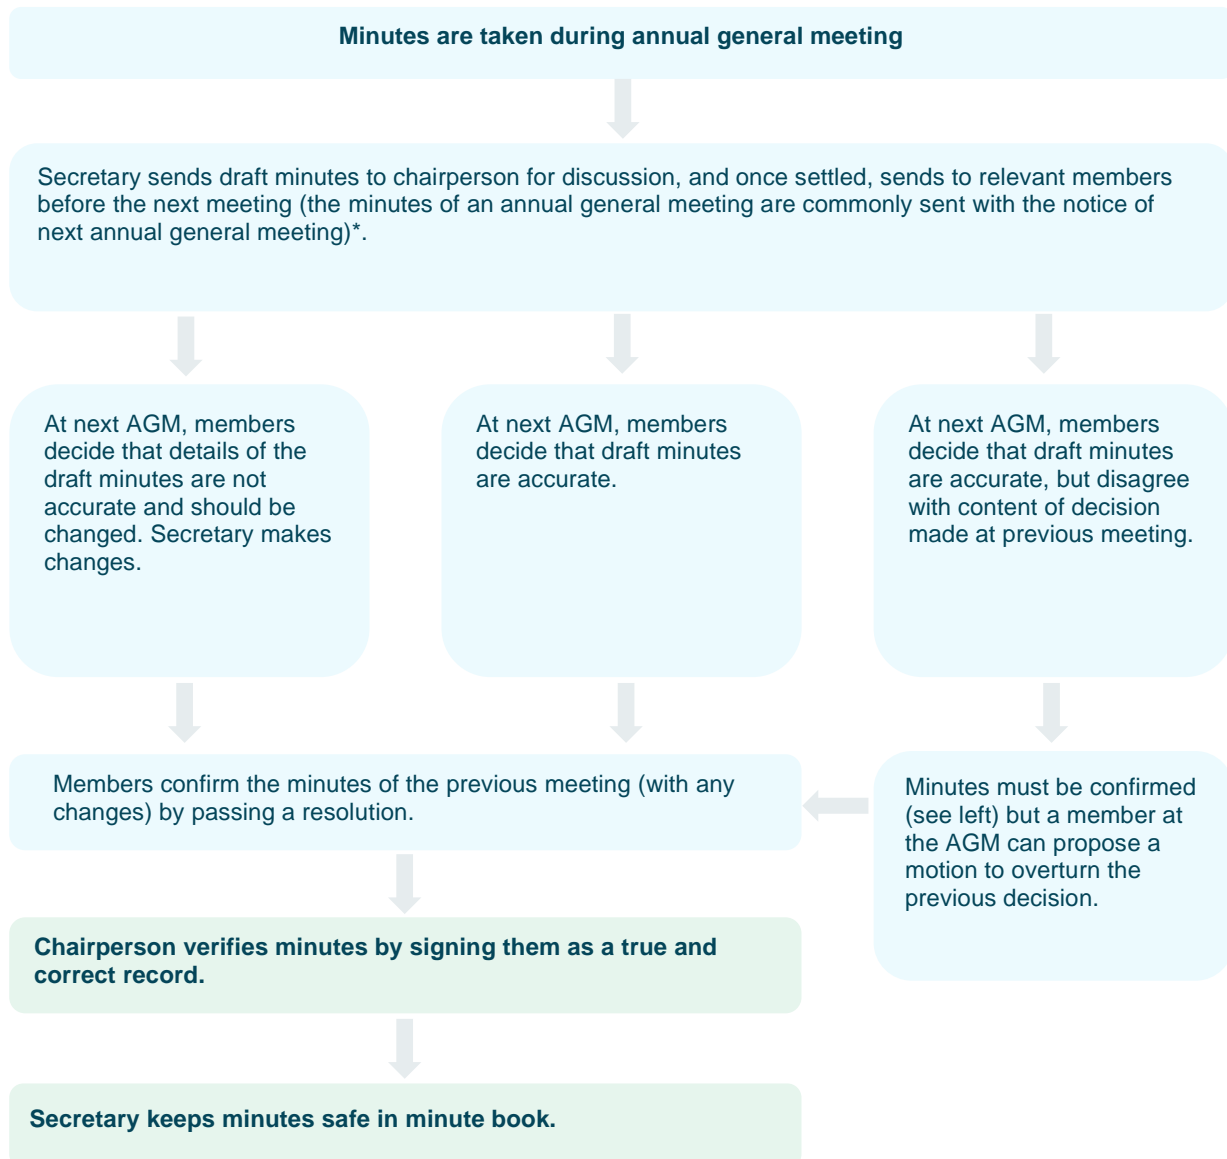 Minutes are taken during annual general meeting
Secretary sends draft minutes to chairperson for discussion, and once settled, sends to relevant members
before the next meeting (the minutes of an annual general meeting are commonly sent with the notice of
next annual general meeting)*.
At next AGM, members
decide that details of the
draft minutes are not
accurate and should be
changed. Secretary makes
changes.
At next AGM, members
decide that draft minutes
are accurate.
At next AGM, members
decide that draft minutes
are accurate, but disagree
with content of decision
made at previous meeting.
Members confirm the minutes of the previous meeting (with any
changes) by passing a resolution.
Minutes must be confirmed
(see left) but a member at
the AGM can propose a
motion to overturn the
previous decision.
Chairperson verifies minutes by signing them as a true and
correct record.
Secretary keeps minutes safe in minute book.